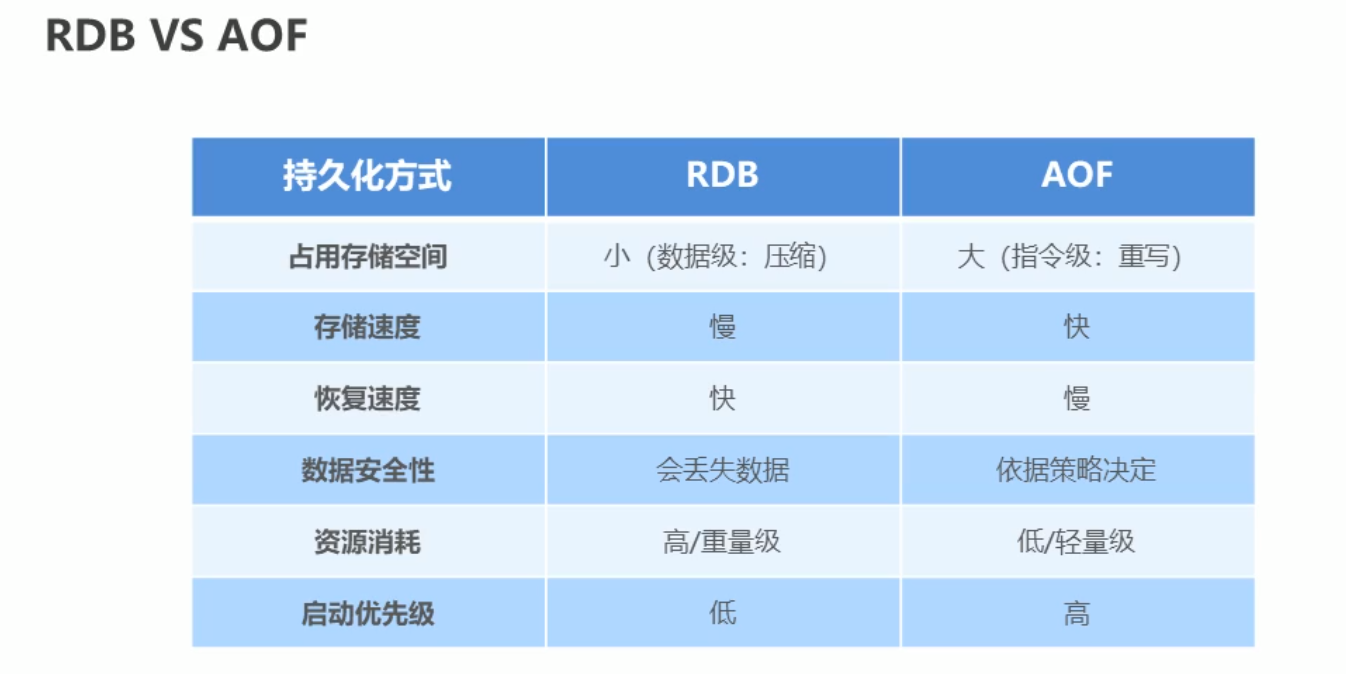 RDB VS AOF
持久化方式 RDB AOF
占用存储空间 小（数据级：压缩） 大（指令级：重写）
存储速度 慢 快
恢复速度 快 慢
数据安全性 会丢失数据 依据策略决定
资源消耗 高/重量级 低/轻量级
启动优先级 低 高